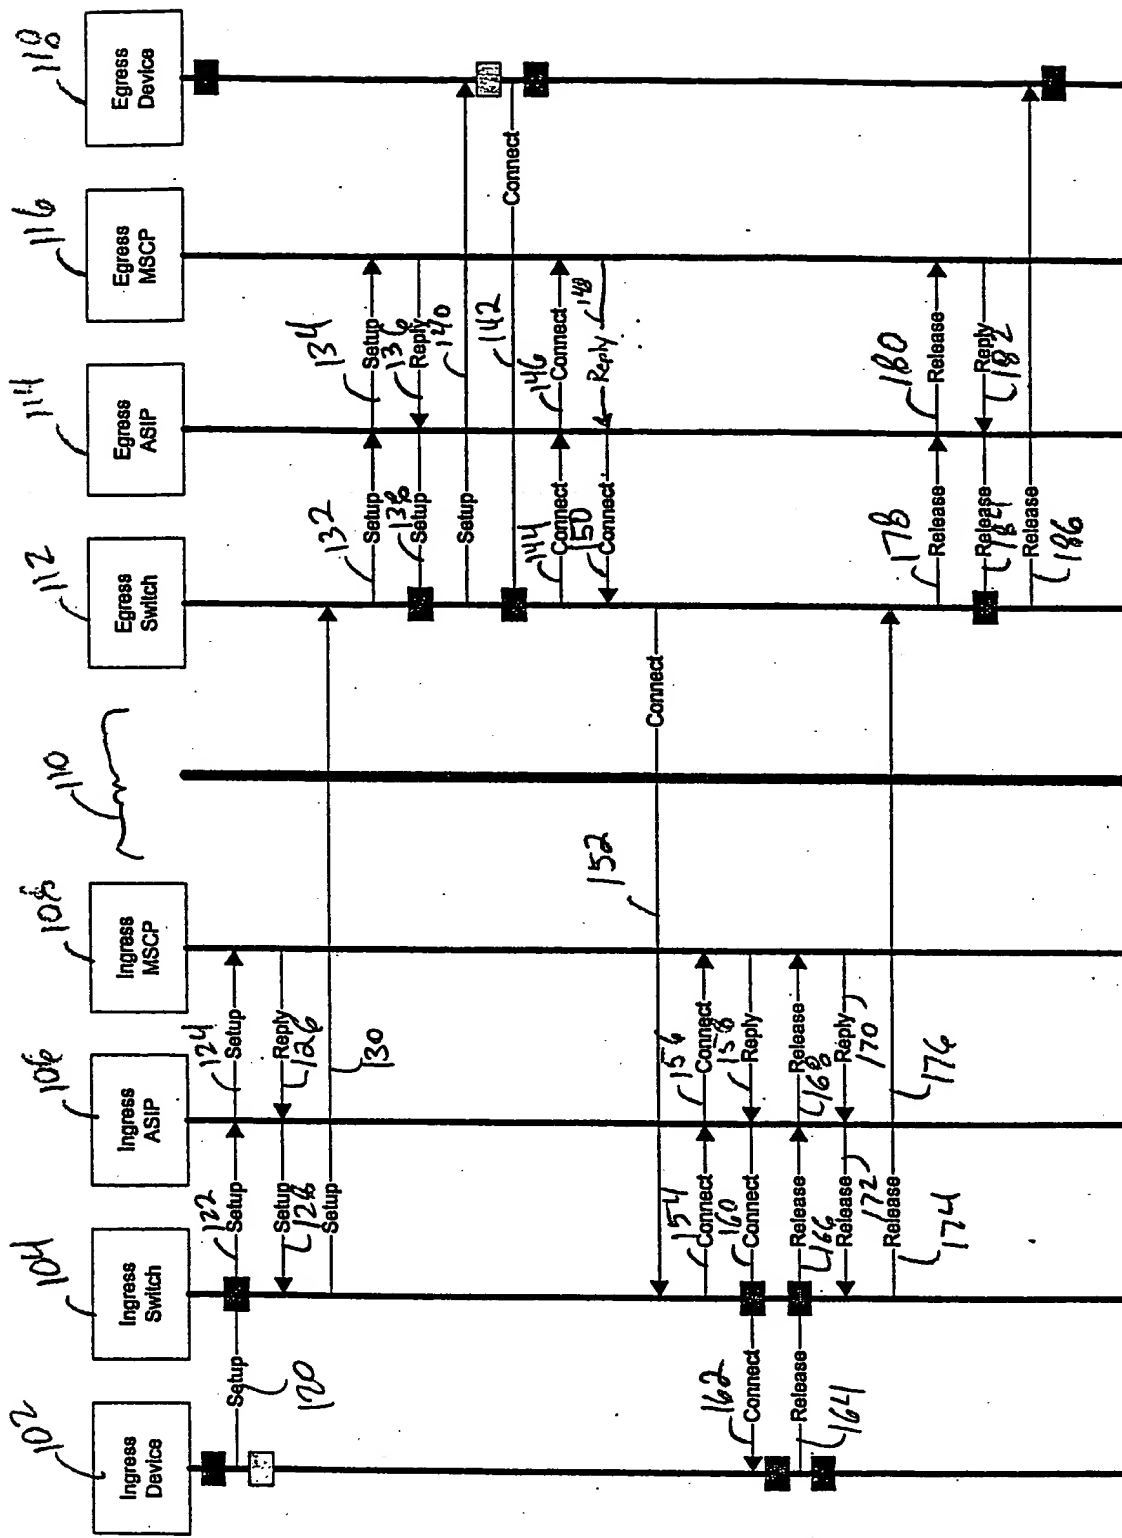 102
104
106
108
110
112
114
116
118
Ingress
Device
Ingress
Switch
Ingress
ASIP
Ingress
MSCP
Egress
Switch
Egress
ASIP
Egress
MSCP
Egress
Device
Setup
120
122
Setup
124
Setup
Setup
128
Reply
126
Setup
130
132
Setup
134
Setup
138
Setup
136
Reply
Setup
140
142
Connect
144
Connect
146
Connect
150
Connect
Reply
148
152
Connect
154
Connect
156
Connect
162
Connect
160
Connect
158
Reply
Release
164
Release
166
Release
168
Release
172
Reply
170
Release
174
176
178
Release
180
Release
Release
184
Reply
182
Release
186